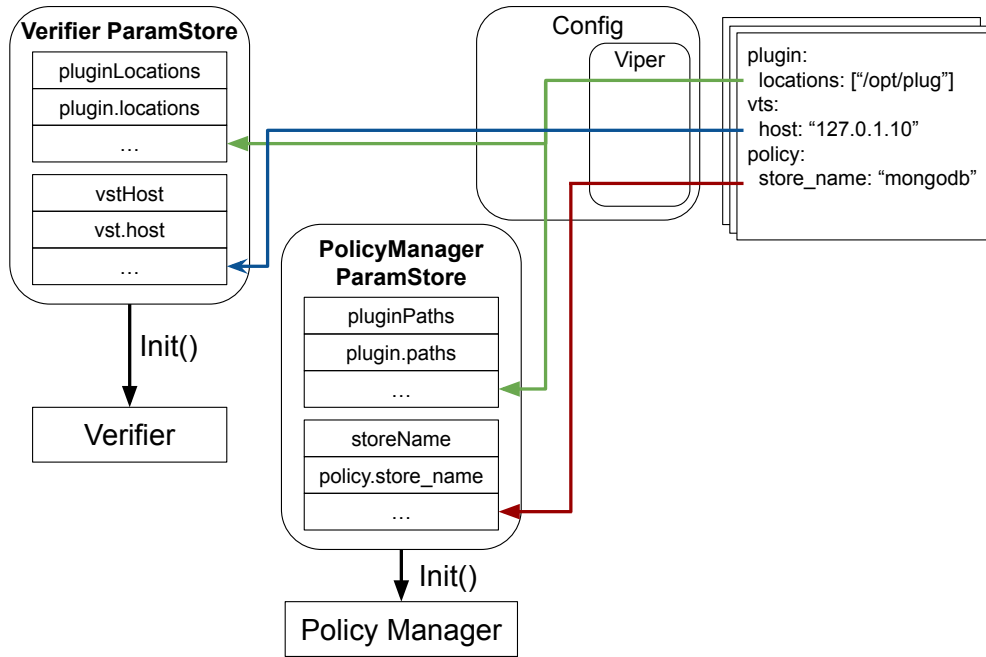 Verifier ParamStore
pluginLocations
plugin.locations
...
vstHost
vst.host
...
Init()
Verifier
PolicyManager
ParamStore
pluginPaths
plugin.paths
...
storeName
policy.store_name
...
Init()
Policy Manager
Config
Viper
plugin:
locations: [“/opt/plug”]
vts:
host: “127.0.1.10”
policy:
store_name: “mongodb”